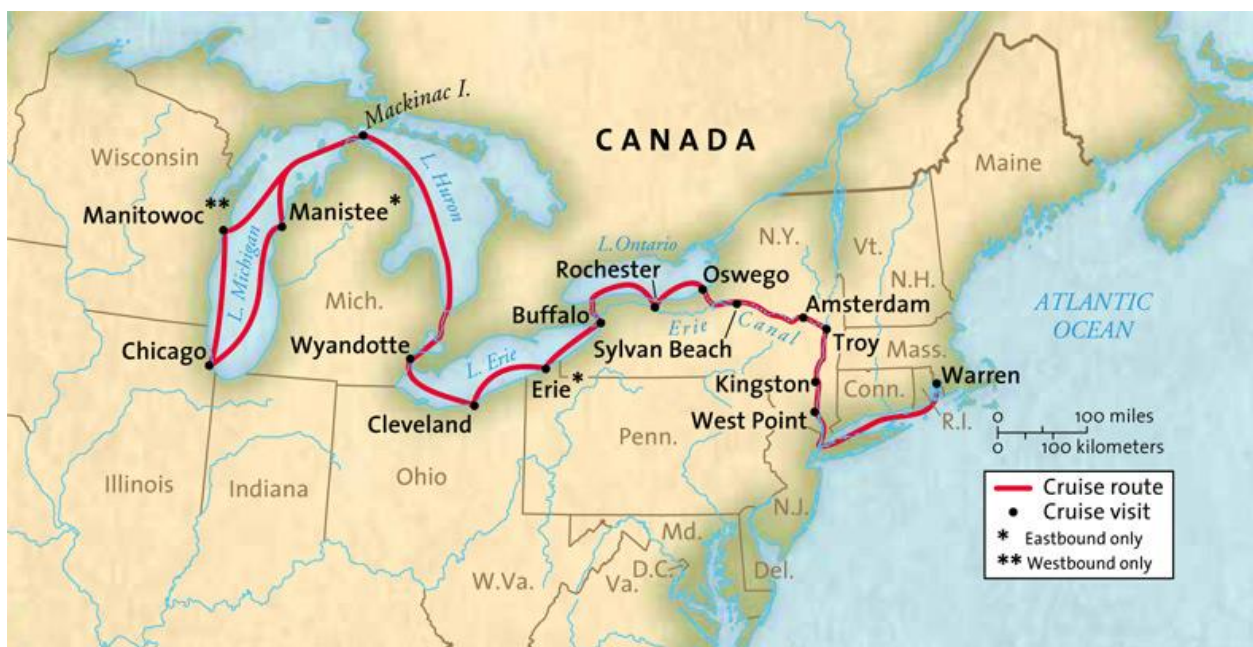 Mackinac I.
CANADA
Wisconsin
Maine
L. Huron
Manitowoc**
Manistee*
L. Michigan
N.Y.
Vt.
L. Ontario
Rochester
Oswego
N.H.
Mich.
Buffalo
Erie Canal
Amsterdam
ATLANTIC
OCEAN
Chicago
Wyandotte
L. Erie
Sylvan Beach
Troy
Mass.
Erie*
Kingston
Conn.
Warren
Cleveland
West Point
R.I.
0 100 miles
0 100 kilometers
Penn.
Illinois
Indiana
Ohio
N.J.
Cruise route
Cruise visit
* Eastbound only
** Westbound only
Md.
D.C.
Del.
W.Va.
Va.